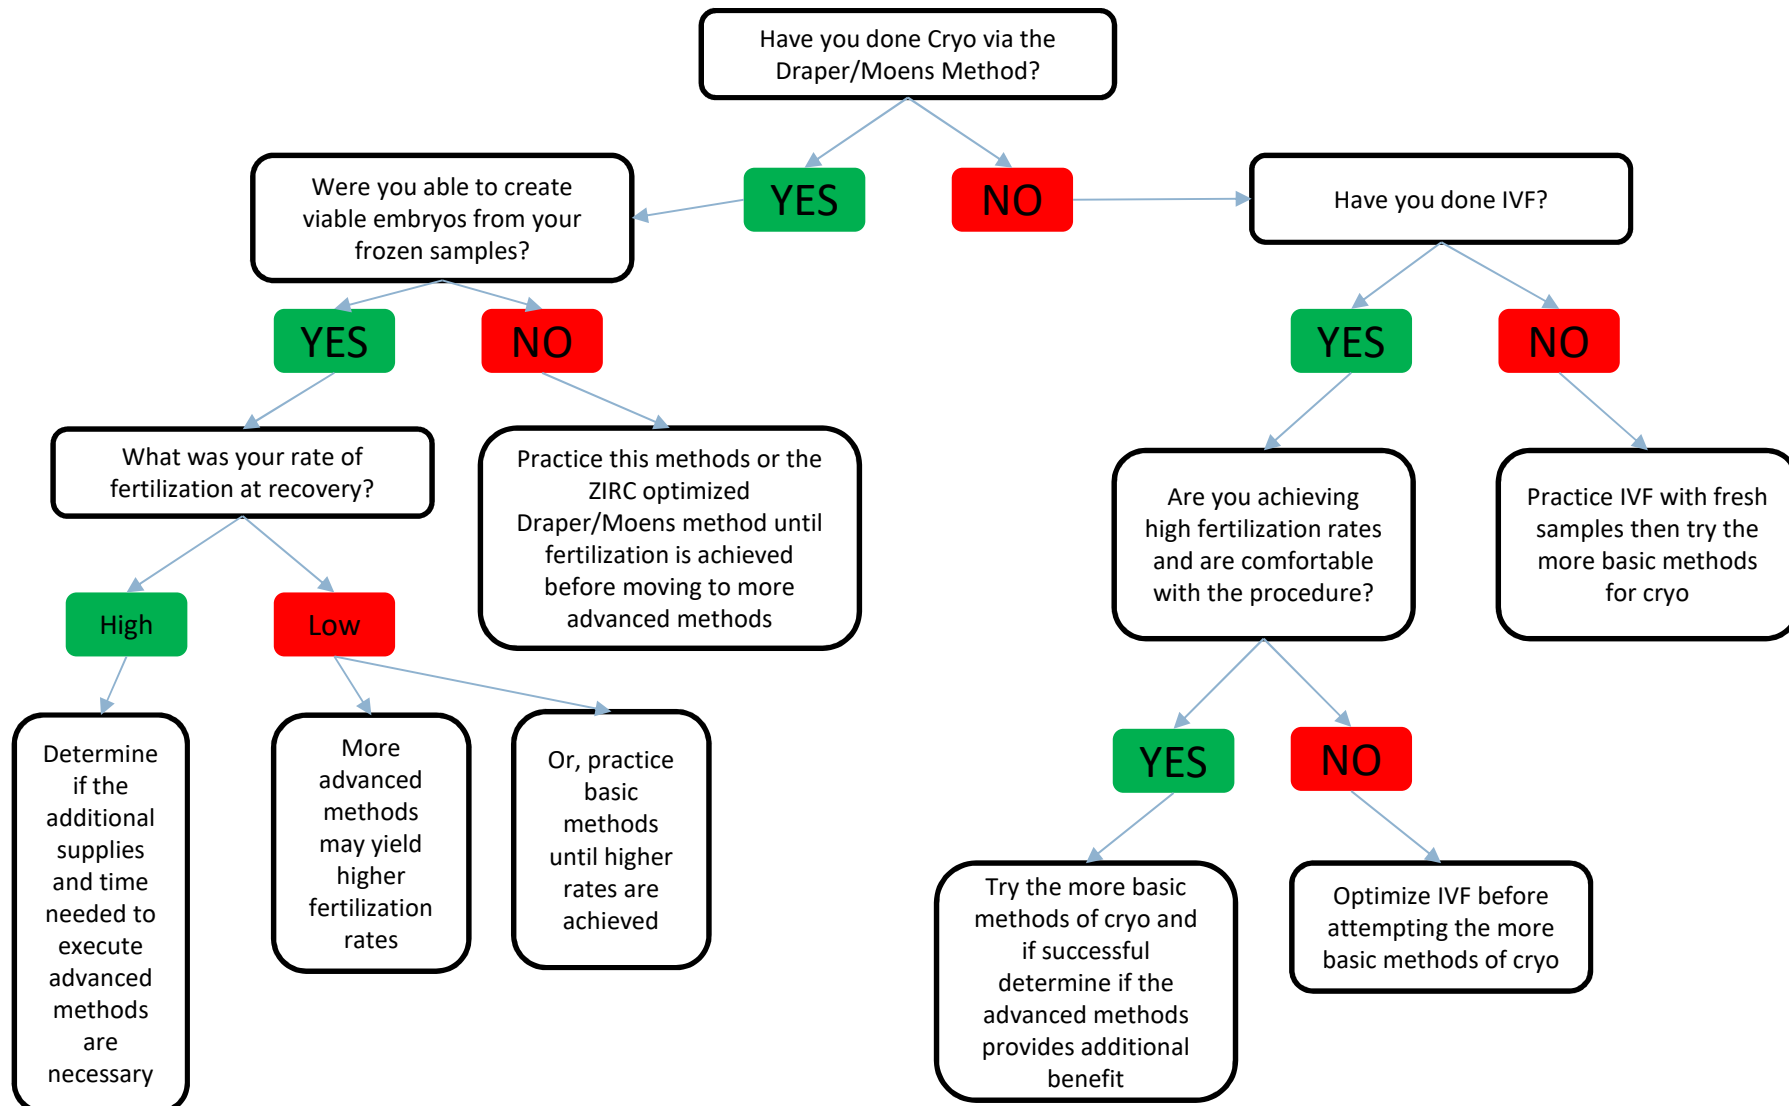 Have you done Cryo via the
Draper/Moens Method?
YES
NO
Were you able to create
viable embryos from your
frozen samples?
Have you done IVF?
YES
NO
YES
NO
What was your rate of
fertilization at recovery?
Practice this methods or the
ZIRC optimized
Draper/Moens method until
fertilization is achieved
before moving to more
advanced methods
Are you achieving
high fertilization rates
and are comfortable
with the procedure?
Practice IVF with fresh
samples then try the
more basic methods
for cryo
High
Low
Determine
if the
additional
supplies
and time
needed to
execute
advanced
methods
are
necessary
More
advanced
methods
may yield
higher
fertilization
rates
Or, practice
basic
methods
until higher
rates are
achieved
YES
NO
Try the more basic
methods of cryo and
if successful
determine if the
advanced methods
provides additional
benefit
Optimize IVF before
attempting the more
basic methods of cryo